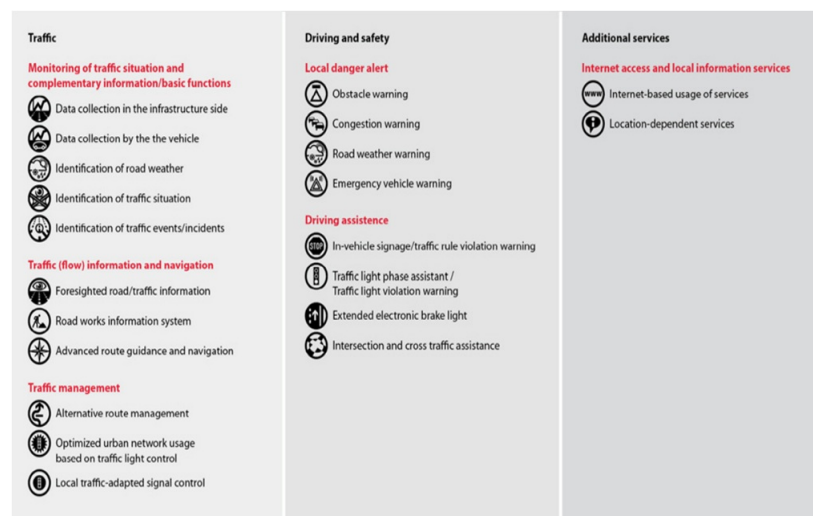 Traffic
Monitoring of traffic situation and
complementary information/basic functions
Data collection in the infrastructure side
Data collection by the the vehicle
Identification of road weather
Identification of traffic situation
Identification of traffic events/incidents
Traffic (flow) information and navigation
Foresighted road/traffic information
Road works information system
Advanced route guidance and navigation
Traffic management
Alternative route management
Optimized urban network usage
based on traffic light control
Local traffic-adapted signal control
Driving and safety
Local danger alert
Obstacle warning
Congestion warning
Road weather warning
Emergency vehicle warning
Driving assistence
STOP
In-vehicle signage/traffic rule violation warning
Traffic light phase assistant /
Traffic light violation warning
Extended electronic brake light
Intersection and cross traffic assistance
Additional services
Internet access and local information services
www
Internet-based usage of services
Location-dependent services